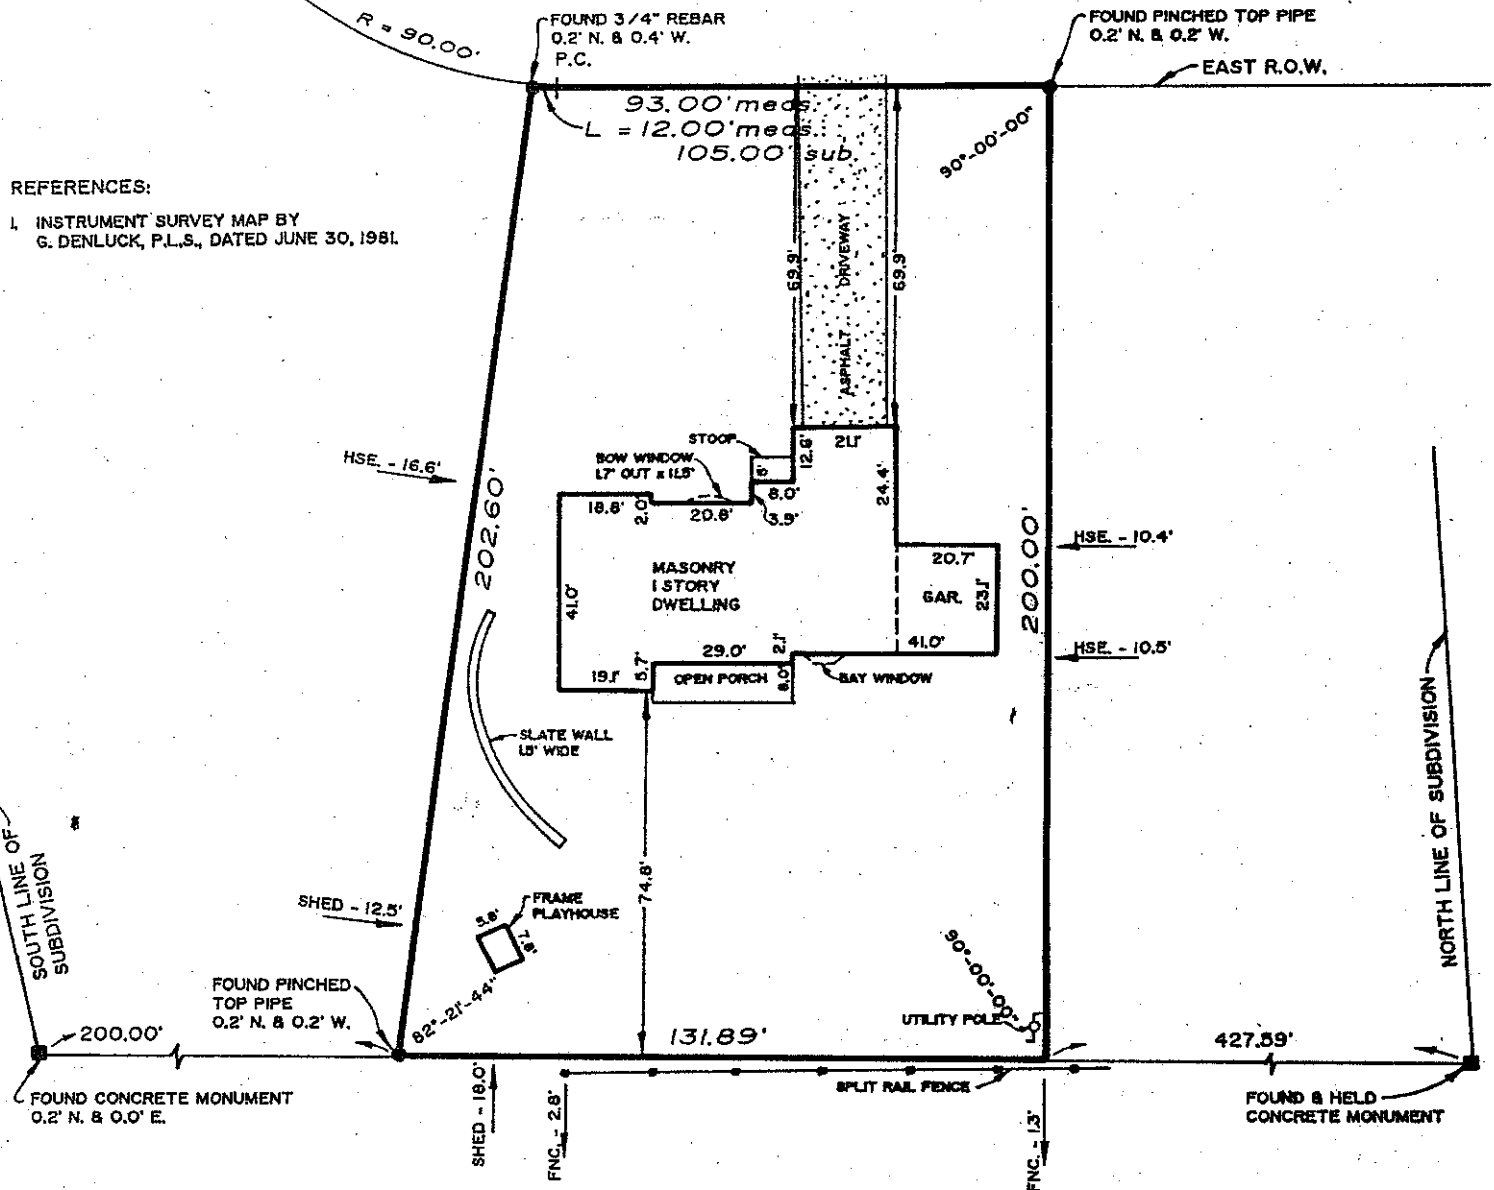 R = 90.00'
FOUND 3/4" REBAR
0.2' N. & 0.4' W.
P.C.
FOUND PINCHED TOP PIPE
0.2' N. & 0.2' W.
EAST R.O.W.
93.00' meas.
L = 12.00' meas.
105.00' sub.
90°-00'-00"
REFERENCES:
1. INSTRUMENT SURVEY MAP BY
G. DENLUCK, P.L.S., DATED JUNE 30, 1981.
69.9'
ASPHALT DRIVEWAY
69.9'
STOOP
BOW WINDOW
1.7' OUT x 11.5'
HSE. - 16.6'
202.60'
12.6'
21.1'
24.4'
5'
8.0'
3.9'
18.8'
2.0'
20.8'
MASONRY
1 STORY
DWELLING
41.0'
20.7'
GAR.
23.1'
41.0'
200.00'
HSE. - 10.4'
HSE. - 10.5'
29.0'
2.1'
19.1'
5.7'
OPEN PORCH
8.0'
BAY WINDOW
SLATE WALL
1.5' WIDE
74.8'
NORTH LINE OF SUBDIVISION
SOUTH LINE OF
SUBDIVISION
SHED - 12.5'
FRAME
PLAYHOUSE
5.8'
7.8'
FOUND PINCHED
TOP PIPE
0.2' N. & 0.2' W.
82°-21'-44"
90°-00'-00"
UTILITY POLE
200.00'
131.89'
427.59'
FOUND CONCRETE MONUMENT
0.2' N. & 0.0' E.
SHED - 18.0'
FNC. - 2.8'
SPLIT RAIL FENCE
FNC. - 1.3'
FOUND & HELD
CONCRETE MONUMENT